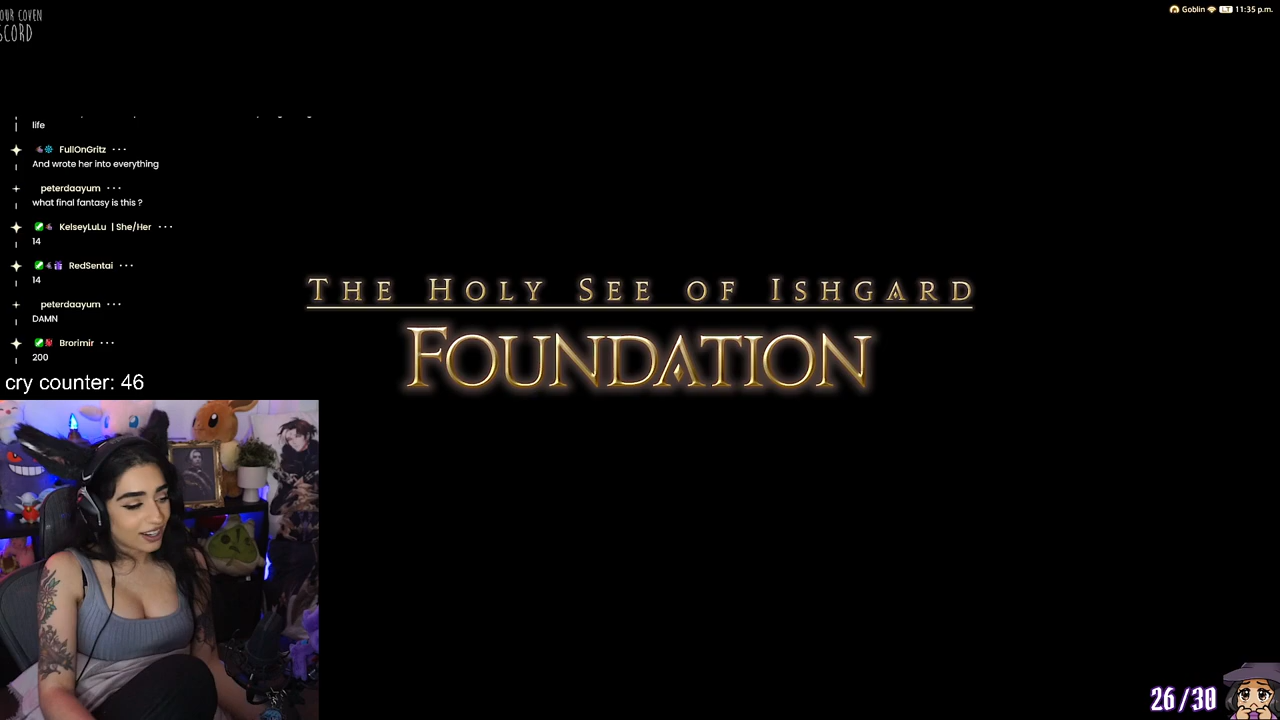 OUR COVEN
SCORD
Goblin LT 11:35 p.m.
life
FullOnGritz
And wrote her into everything
peterdaayum
what final fantasy is this ?
KelseyLuLu | She/Her
14
RedSentai
14
peterdaayum
DAMN
Brorimir
200
cry counter: 46
THE HOLY SEE OF ISHGARD
FOUNDATION
26/30